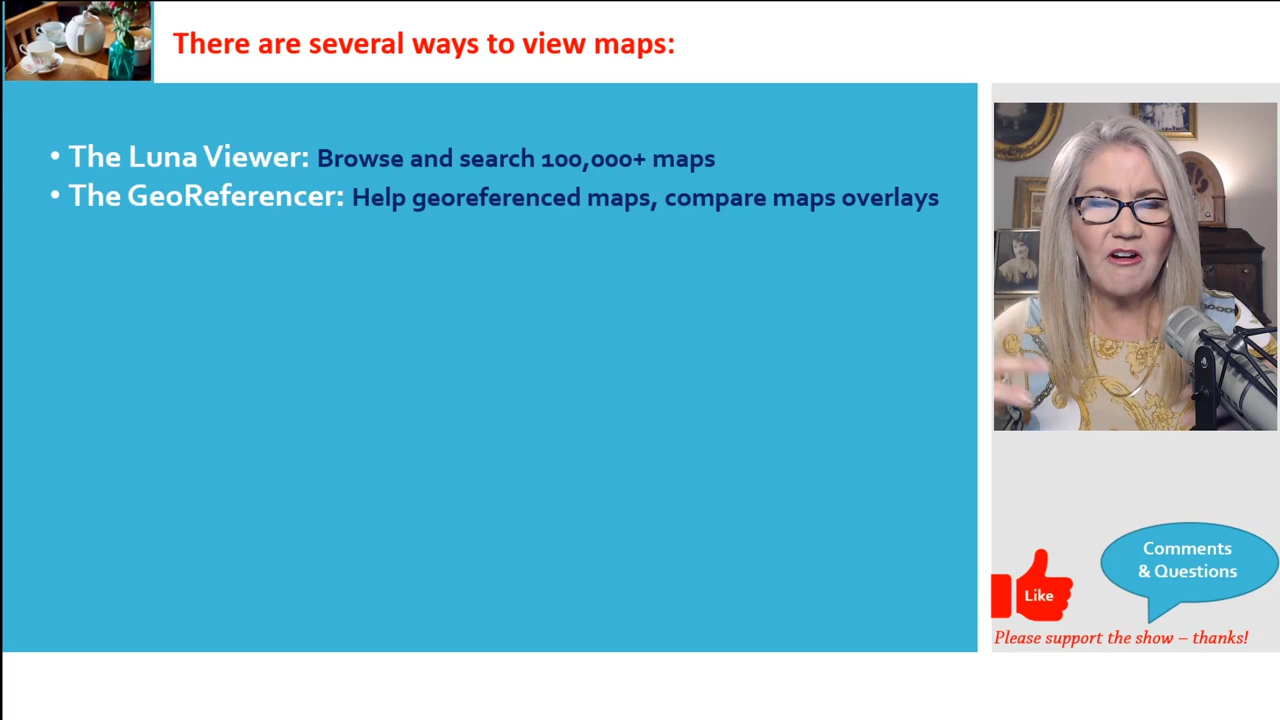 There are several ways to view maps:
• The Luna Viewer: Browse and search 100,000+ maps
• The GeoReferencer: Help georeferenced maps, compare maps overlays
Comments
& Questions
Like
Please support the show – thanks!